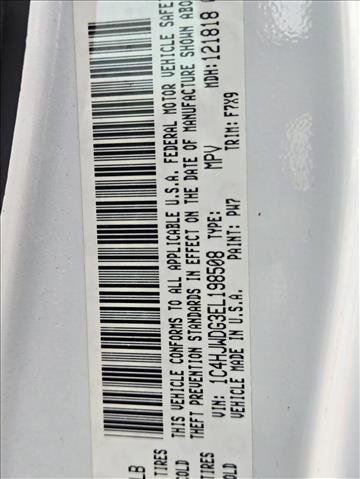 LB
TIRES
COLD
TIRES
COLD
THIS VEHICLE CONFORMS TO ALL APPLICABLE U.S.A. FEDERAL MOTOR VEHICLE SAFE
THEFT PREVENTION STANDARDS IN EFFECT ON THE DATE OF MANUFACTURE SHOWN ABO
VIN: 1C4HJWDG3EL198508 TYPE: MPV MDH:121818
VEHICLE MADE IN U.S.A. PAINT: PW7 TRIM: F7X9